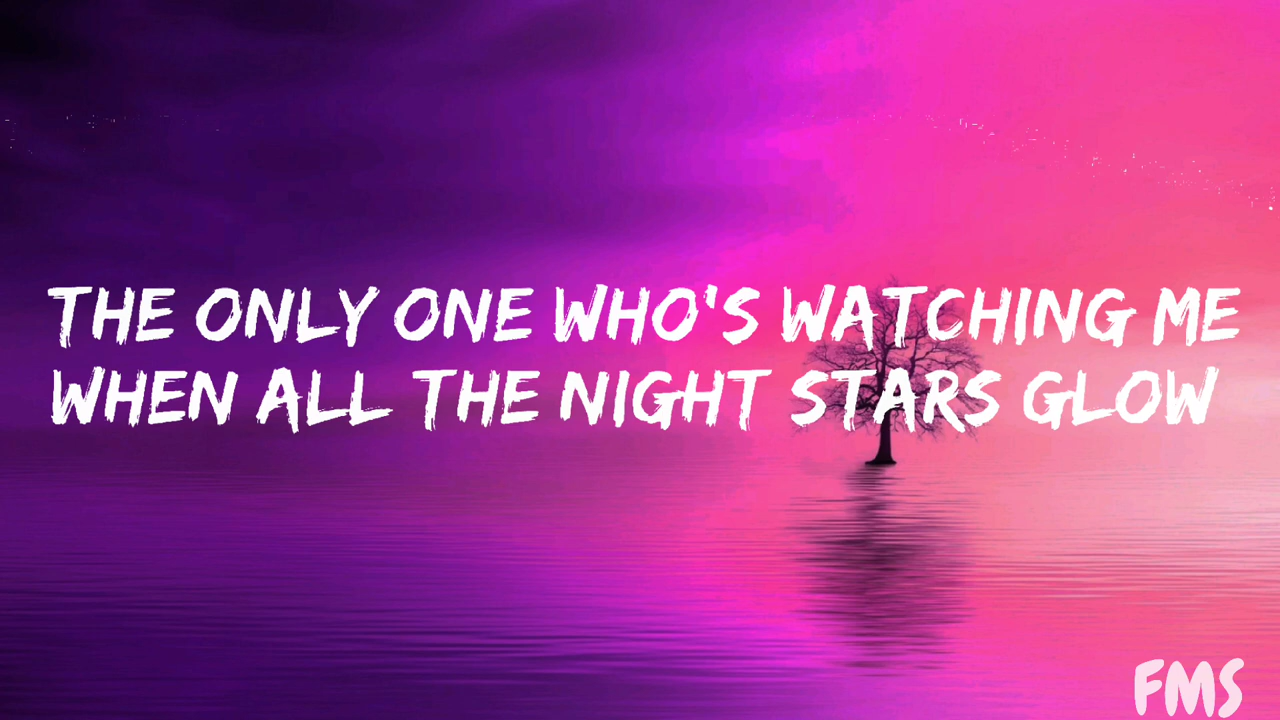 THE ONLY ONE WHO'S WATCHING ME
WHEN ALL THE NIGHT STARS GLOW
FMS